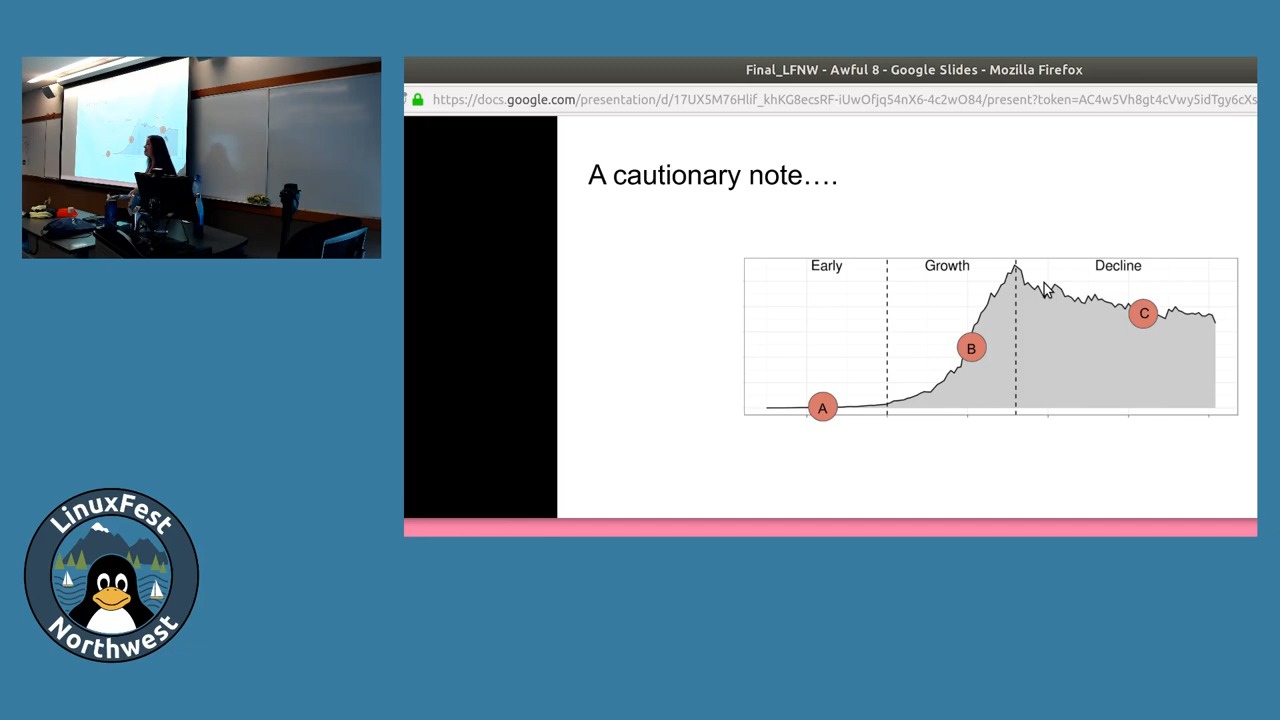 Final_LFNW - Awful 8 - Google Slides - Mozilla Firefox
https://docs.google.com/presentation/d/17UX5M76Hlif_khKG8ecsRF-iUwOfjq54nX6-4c2wO84/present?token=AC4w5Vh8gt4cVwy5idTgy6cXs
A cautionary note….
Early Growth Decline
A
B
C
LinuxFest
Northwest